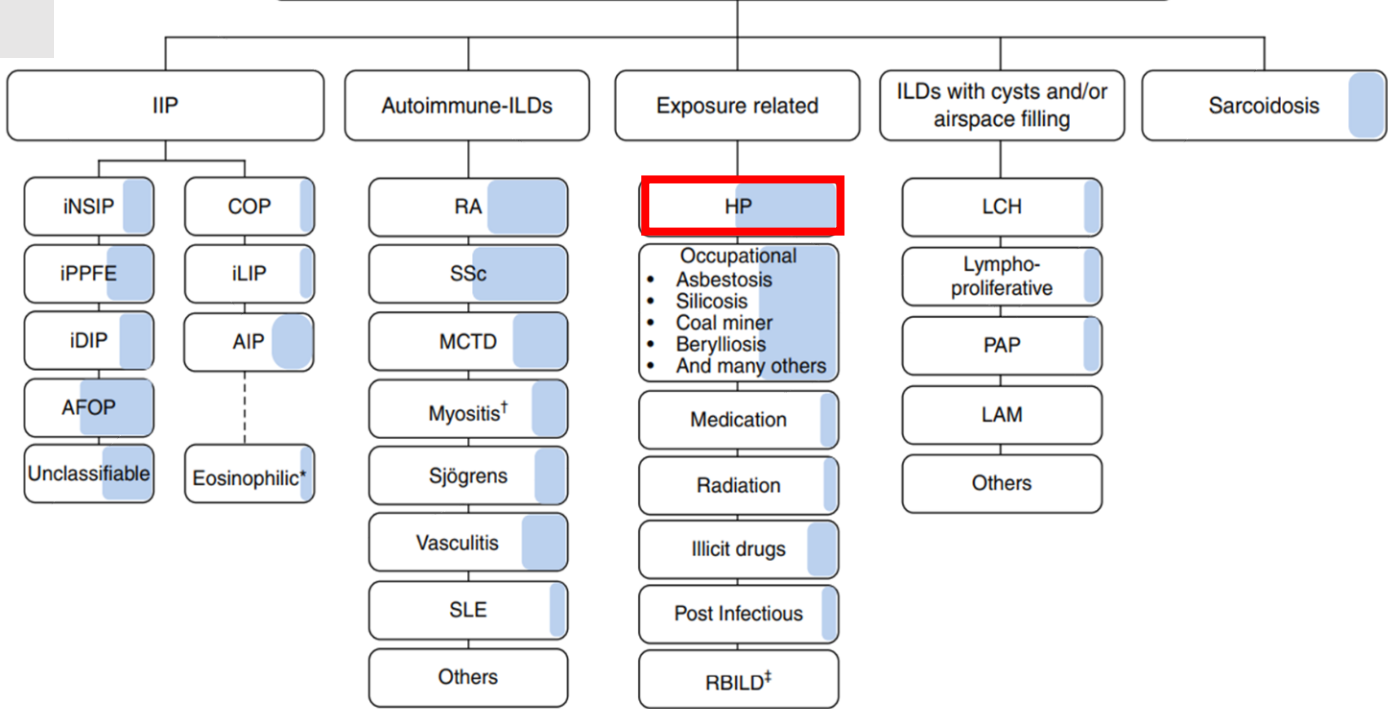 IIP
Autoimmune-ILDs
Exposure related
ILDs with cysts and/or
airspace filling
Sarcoidosis
iNSIP
iPPFE
iDIP
AFOP
Unclassifiable
COP
iLIP
AIP
Eosinophilic*
RA
SSc
MCTD
Myositis†
Sjögrens
Vasculitis
SLE
Others
HP
Occupational
• Asbestosis
• Silicosis
• Coal miner
• Berylliosis
• And many others
Medication
Radiation
Illicit drugs
Post Infectious
RBILD‡
LCH
Lympho-
proliferative
PAP
LAM
Others